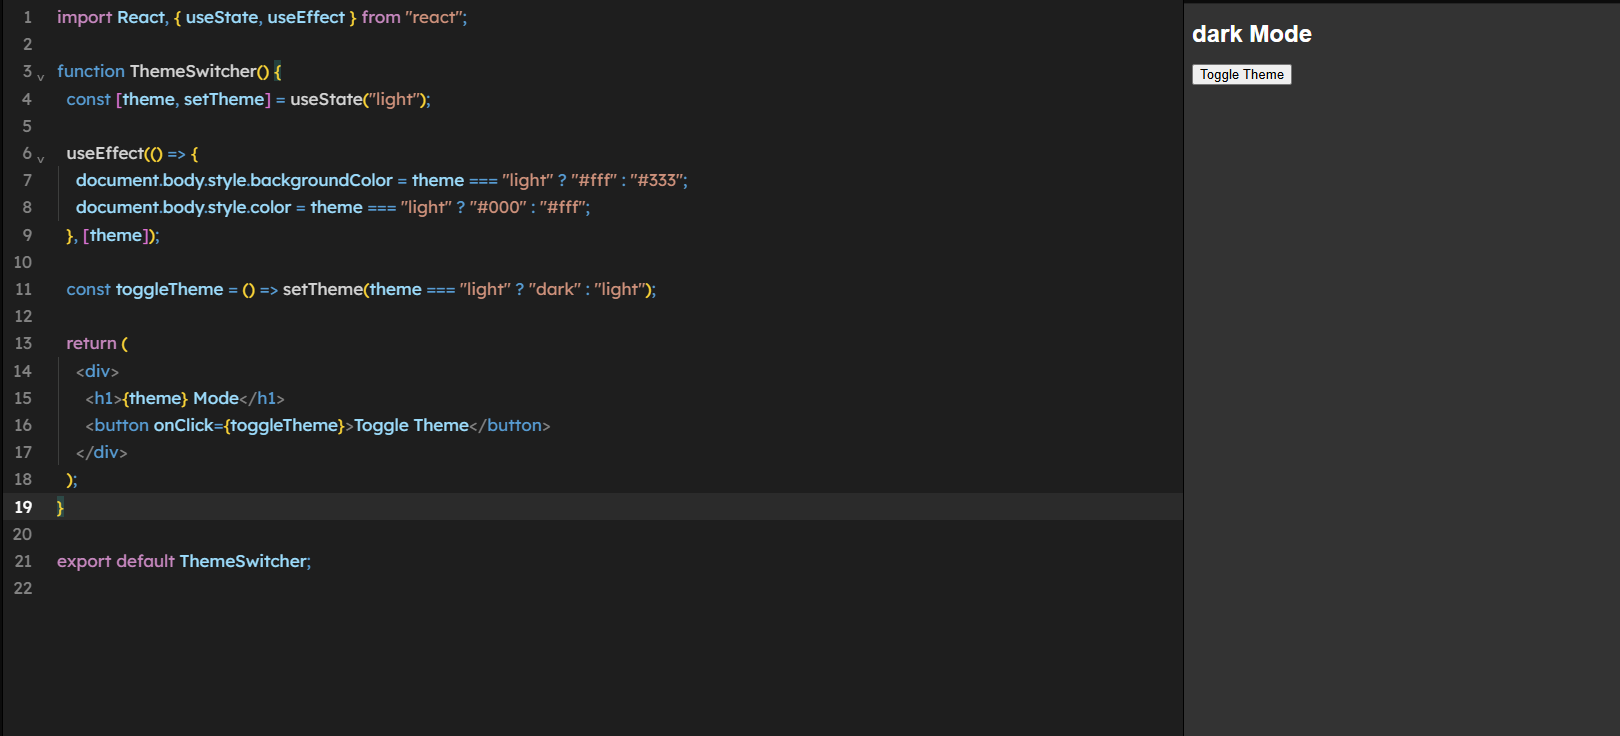 1 import React, { useState, useEffect } from "react";
2
3 function ThemeSwitcher() {
4 const [theme, setTheme] = useState("light");
5
6 useEffect(() => {
7 document.body.style.backgroundColor = theme === "light" ? "#fff" : "#333";
8 document.body.style.color = theme === "light" ? "#000" : "#fff";
9 }, [theme]);
10
11 const toggleTheme = () => setTheme(theme === "light" ? "dark" : "light");
12
13 return (
14 <div>
15 <h1>{theme} Mode</h1>
16 <button onClick={toggleTheme}>Toggle Theme</button>
17 </div>
18 );
19 }
20
21 export default ThemeSwitcher;
22
dark Mode
Toggle Theme